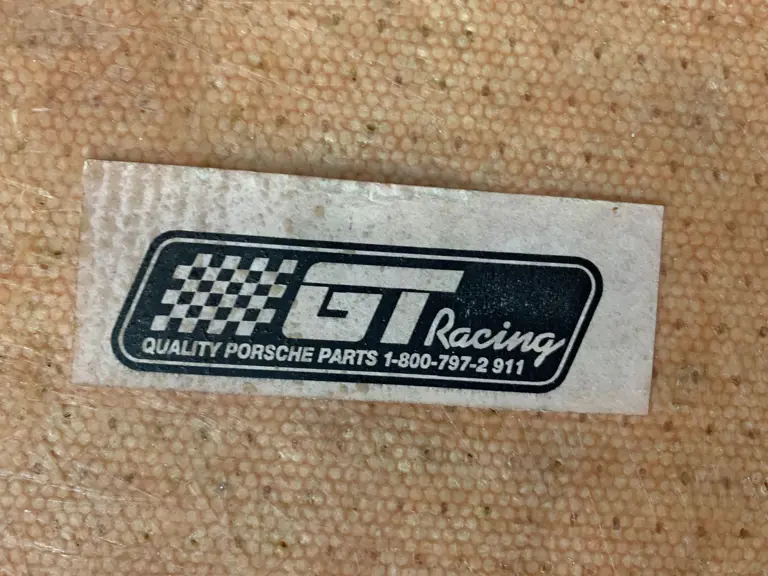 GT Racing
QUALITY PORSCHE PARTS 1-800-797-2 911